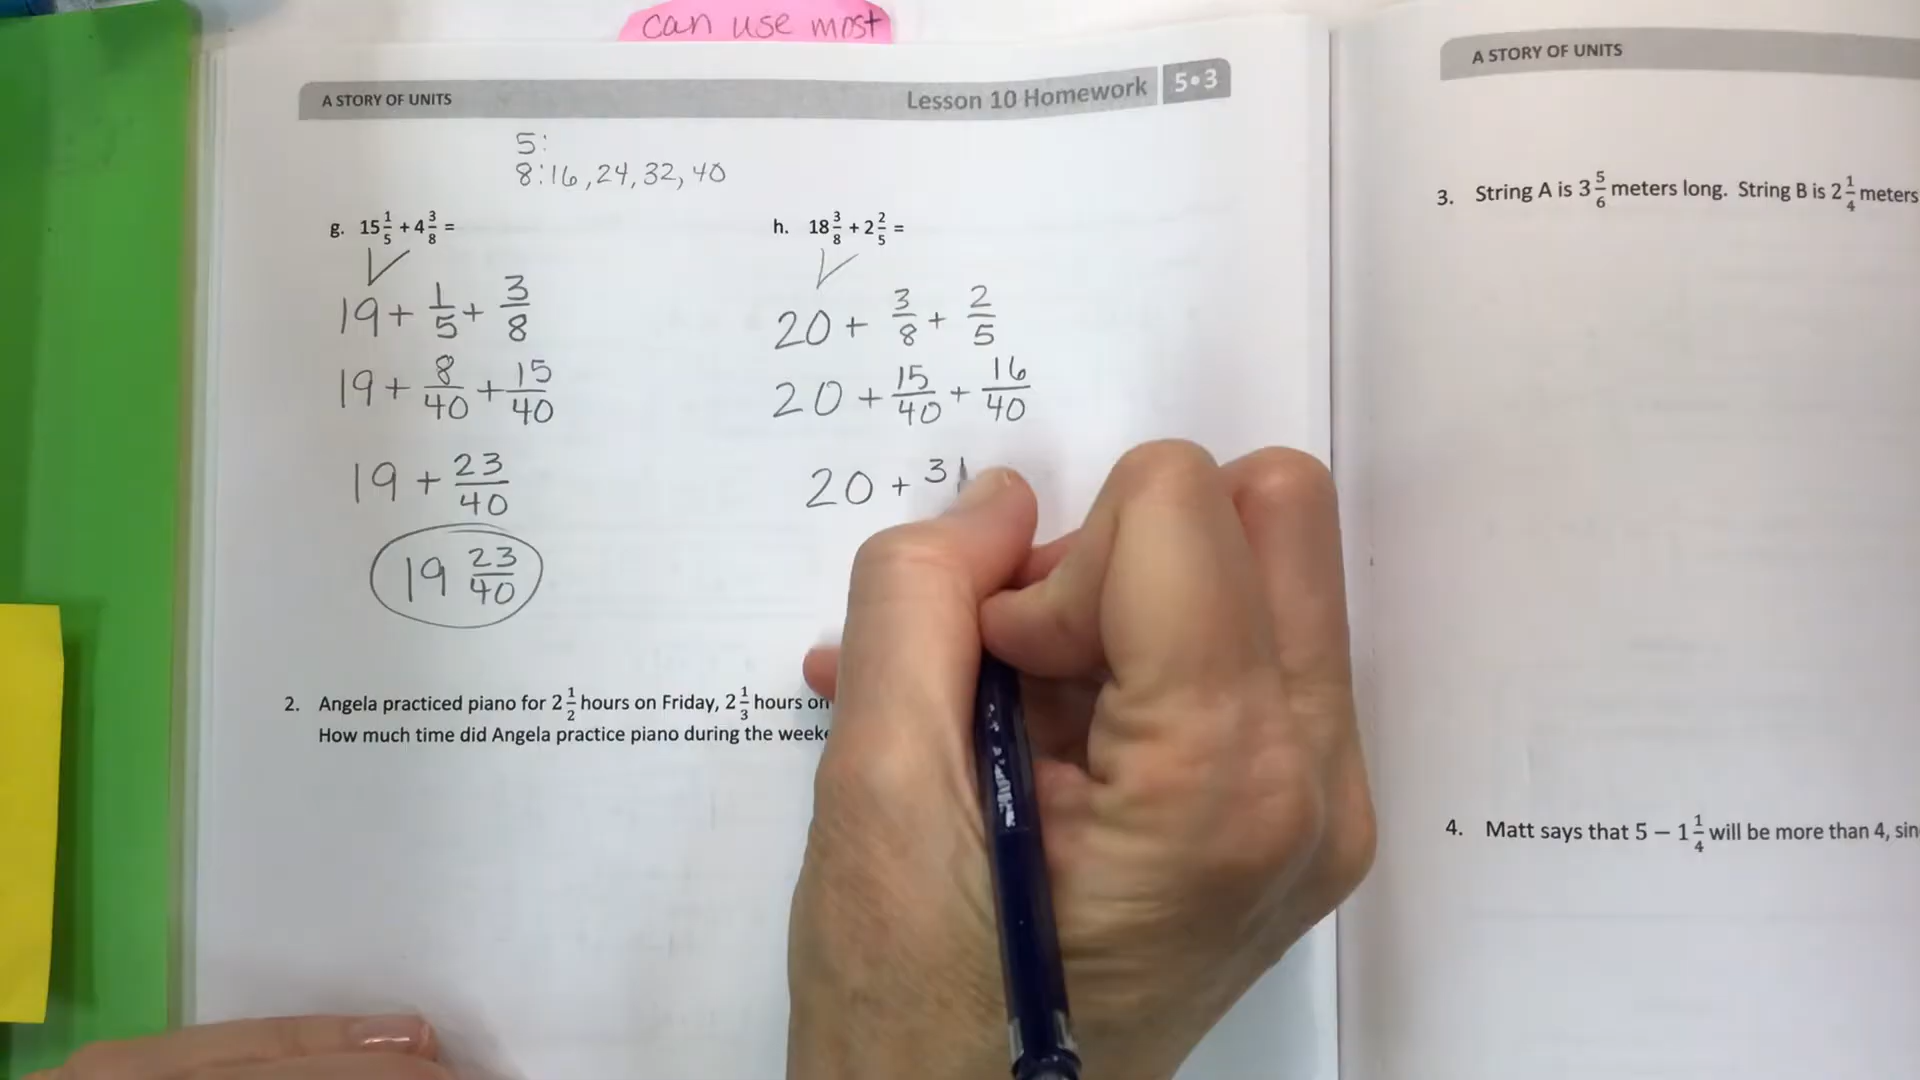 can use most
A STORY OF UNITS
Lesson 10 Homework 5•3
5:
8:16, 24, 32, 40
g. 15 1/5 + 4 3/8 =
19 + 1/5 + 3/8
19 + 8/40 + 15/40
19 + 23/40
19 23/40
h. 18 3/8 + 2 2/5 =
20 + 3/8 + 2/5
20 + 15/40 + 16/40
20 + 31
2. Angela practiced piano for 2 1/2 hours on Friday, 2 1/3 hours on
How much time did Angela practice piano during the
A STORY OF UNITS
3. String A is 3 5/6 meters long. String B is 2 1/4 meters
4. Matt says that 5 – 1 1/4 will be more than 4,